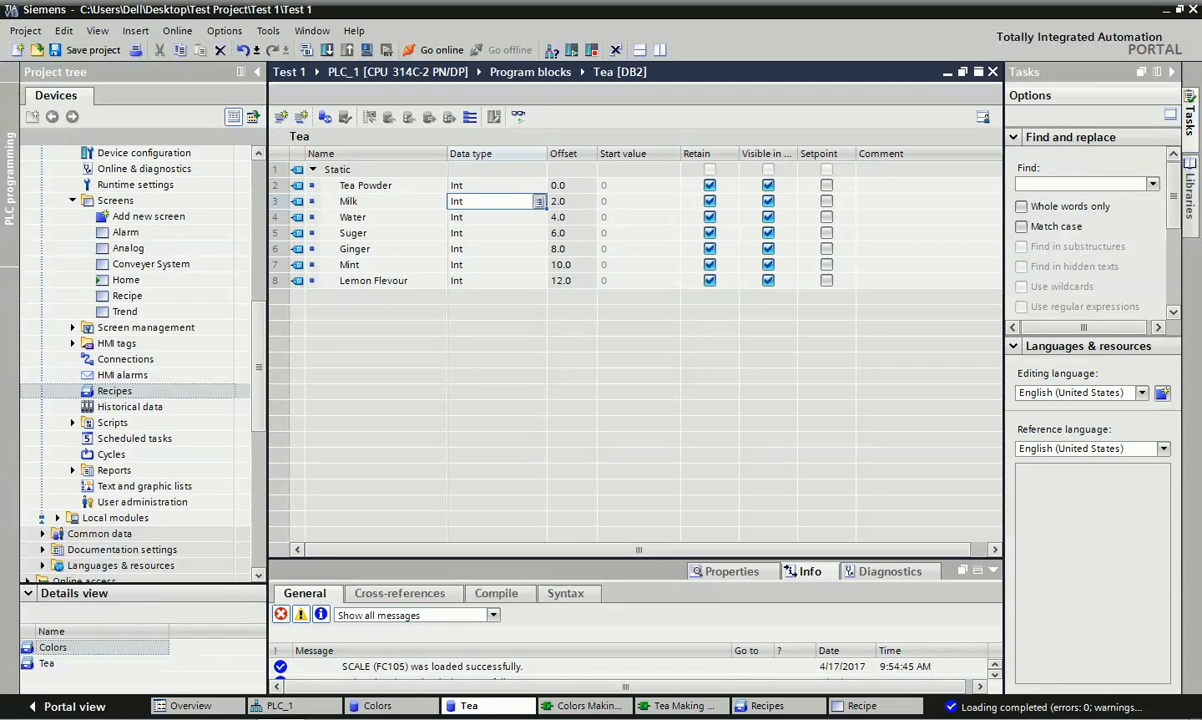 Siemens - C:\Users\Dell\Desktop\Test Project\Test 1\Test 1
Project Edit View Insert Online Options Tools Window Help
Totally Integrated Automation
PORTAL
Save project Go online Go offline
Project tree
Test 1 PLC_1 [CPU 314C-2 PN/DP] Program blocks Tea [DB2]
Tasks
Devices
Options
PLC programming
Tasks
Libraries
Tea
Find and replace
Name Data type Offset Start value Retain Visible in ... Setpoint Comment
1 Static
2 Tea Powder Int 0.0 0
3 Milk Int 2.0 0
4 Water Int 4.0 0
5 Suger Int 6.0 0
6 Ginger Int 8.0 0
7 Mint Int 10.0 0
8 Lemon Flevour Int 12.0 0
Device configuration
Online & diagnostics
Runtime settings
Screens
Add new screen
Alarm
Analog
Conveyer System
Home
Recipe
Trend
Screen management
HMI tags
Connections
HMI alarms
Recipes
Historical data
Scripts
Scheduled tasks
Cycles
Reports
Text and graphic lists
User administration
Local modules
Common data
Documentation settings
Languages & resources
Online access
Find:
Whole words only
Match case
Find in substructures
Find in hidden texts
Use wildcards
Use regular expressions
Languages & resources
Editing language:
English (United States)
Reference language:
English (United States)
Details view
Name
Colors
Tea
Properties Info Diagnostics
General Cross-references Compile Syntax
Show all messages
! Message Go to ? Date Time
SCALE (FC105) was loaded successfully. 4/17/2017 9:54:45 AM
Portal view Overview PLC_1 Colors Tea Colors Making... Tea Making ... Recipes Recipe Loading completed (errors: 0; warnings...